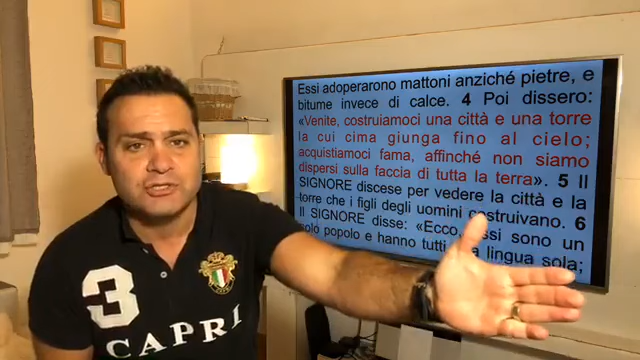 Essi adoperarono mattoni anziché pietre, e
bitume invece di calce. 4 Poi dissero:
«Venite, costruiamoci una città e una torre
la cui cima giunga fino al cielo;
acquistiamoci fama, affinché non siamo
dispersi sulla faccia di tutta la terra». 5 Il
SIGNORE discese per vedere la città e la
torre che i figli degli uomini costruivano. 6
Il SIGNORE disse: «Ecco, essi sono un
solo popolo e hanno tutti lingua sola;
3
CAPRI